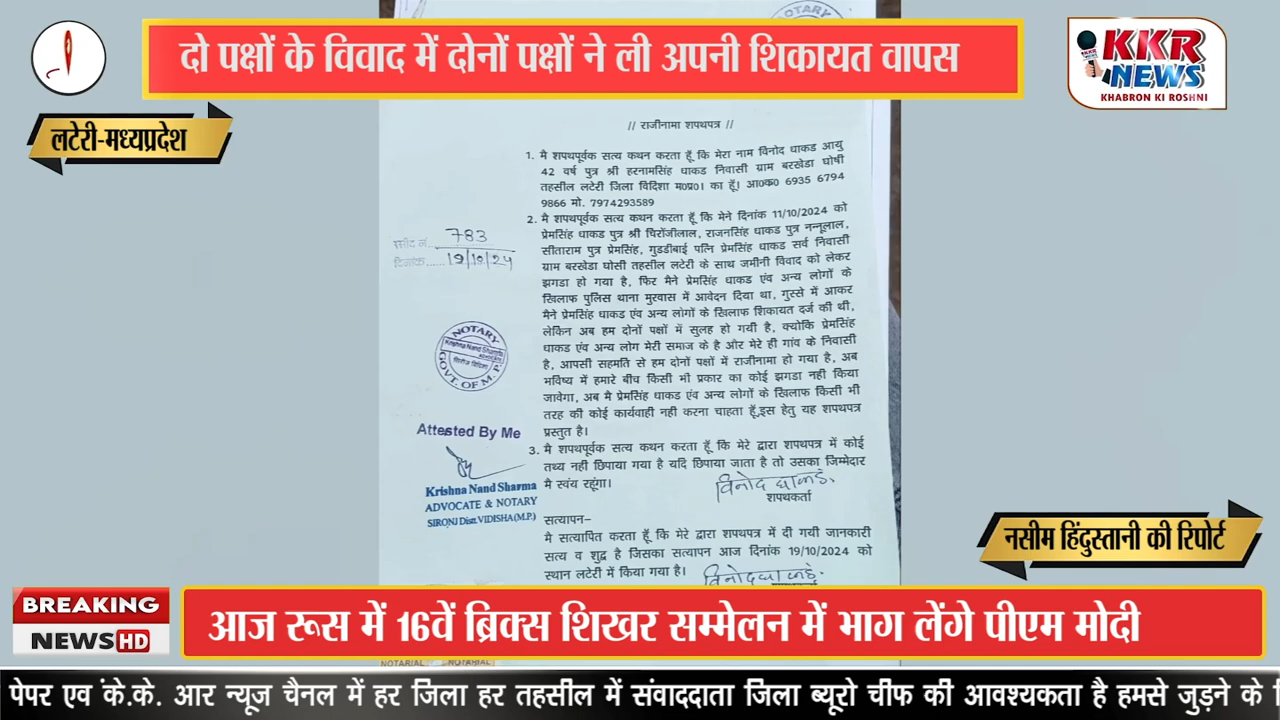 दो पक्षों के विवाद में दोनों पक्षों ने ली अपनी शिकायत वापस
KKR
NEWS
KHABRON KI ROSHNI
लटेरी-मध्यप्रदेश
NOTARY
// राजीनामा शपथपत्र //
1. मै शपथपूर्वक सत्य कथन करता हूँ कि मेरा नाम विनोद धाकड आयु
42 वर्ष पुत्र श्री हरनामसिंह धाकड निवासी ग्राम बरखेडा घोषी
तहसील लटेरी जिला विदिशा म०प्र०। का हूँ। आ०क० 6935 6794
9866 मो. 7974293589
2. मै शपथपूर्वक सत्य कथन करता हूँ कि मेने दिनांक 11/10/2024 को
प्रेमसिंह धाकड पुत्र श्री चिरोंजीलाल, राजनसिंह धाकड पुत्र नन्नूलाल,
सीताराम पुत्र प्रेमसिंह, गुडडीबाई पत्नि प्रेमसिंह धाकड सर्व निवासी
ग्राम बरखेडा घोसी तहसील लटेरी के साथ जमीनी विवाद को लेकर
झगडा हो गया है, फिर मैने प्रेमसिंह धाकड एंव अन्य लोगों के
खिलाफ पुलिस थाना मुरवास में आवेदन दिया था, गुस्से में आकर
मैने प्रेमसिंह धाकड एंव अन्य लोगों के खिलाफ शिकायत दर्ज की थी,
लेकिन अब हम दोनों पक्षों में सुलह हो गयी है, क्योकि प्रेमसिंह
धाकड एंव अन्य लोग मेरी समाज के है और मेरे ही गांव के निवासी
है, आपसी सहमति से हम दोनों पक्षों में राजीनामा हो गया है, अब
भविष्य में हमारे बीच किसी भी प्रकार का कोई झगडा नही किया
जावेगा, अब मै प्रेमसिंह धाकड एंव अन्य लोगों के खिलाफ किसी भी
तरह की कोई कार्यवाही नही करना चाहता हूँ,इस हेतु यह शपथपत्र
प्रस्तुत है।
3. मै शपथपूर्वक सत्य कथन करता हूँ कि मेरे द्वारा शपथपत्र में कोई
तथ्य नही छिपाया गया है यदि छिपाया जाता है तो उसका जिम्मेदार
मै स्वंय रहूंगा।
विनोद धाकड.
शपथकर्ता
सत्यापन–
मै सत्यापित करता हूँ कि मेरे द्वारा शपथपत्र में दी गयी जानकारी
सत्य व शुद्व है जिसका सत्यापन आज दिनांक 19/10/2024 को
स्थान लटेरी में किया गया है।
विनोद धाकड.
रसीद नं. 783
दिनांक 19/10/24
NOTARY
GOVT. OF M.P.
Attested By Me
Krishna Nand Sharma
ADVOCATE & NOTARY
SIRONJ Distt. VIDISHA (M.P.)
नसीम हिंदुस्तानी की रिपोर्ट
BREAKING
NEWS HD
आज रूस में 16वें ब्रिक्स शिखर सम्मेलन में भाग लेंगे पीएम मोदी
NOTARIAL NOTARIAL
पेपर एव के.के. आर न्यूज चैनल में हर जिला हर तहसील में संवाददाता जिला ब्यूरो चीफ की आवश्यकता है हमसे जुड़ने के